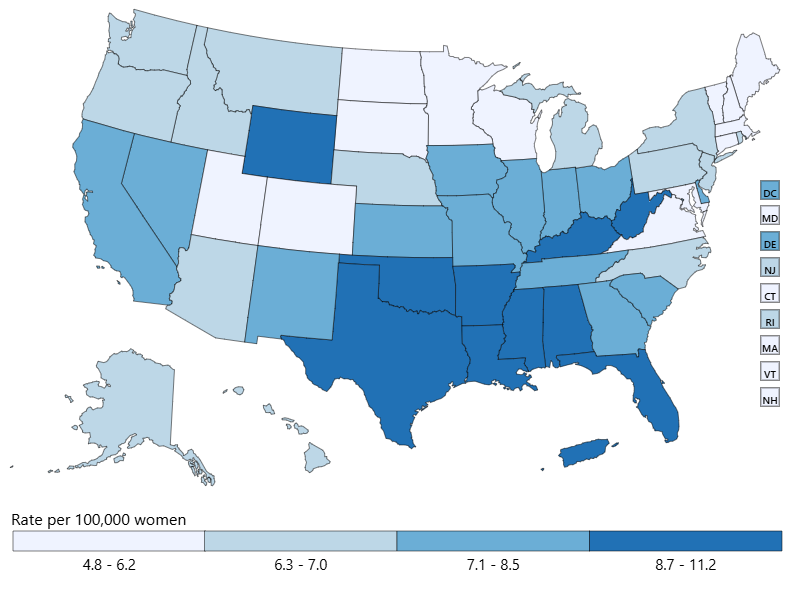 DC
MD
DE
NJ
CT
RI
MA
VT
NH
Rate per 100,000 women
4.8 - 6.2 6.3 - 7.0 7.1 - 8.5 8.7 - 11.2